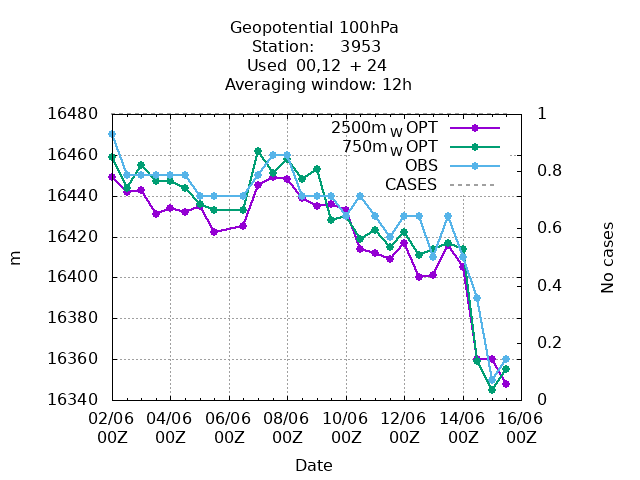 Geopotential 100hPa
Station: 3953
Used 00,12 + 24
Averaging window: 12h
16480
16460
16440
16420
16400
16380
16360
16340
m
2500m W OPT
750m W OPT
OBS
CASES
1
0.8
0.6
0.4
0.2
0
No cases
02/06 04/06 06/06 08/06 10/06 12/06 14/06 16/06
00Z 00Z 00Z 00Z 00Z 00Z 00Z 00Z
Date